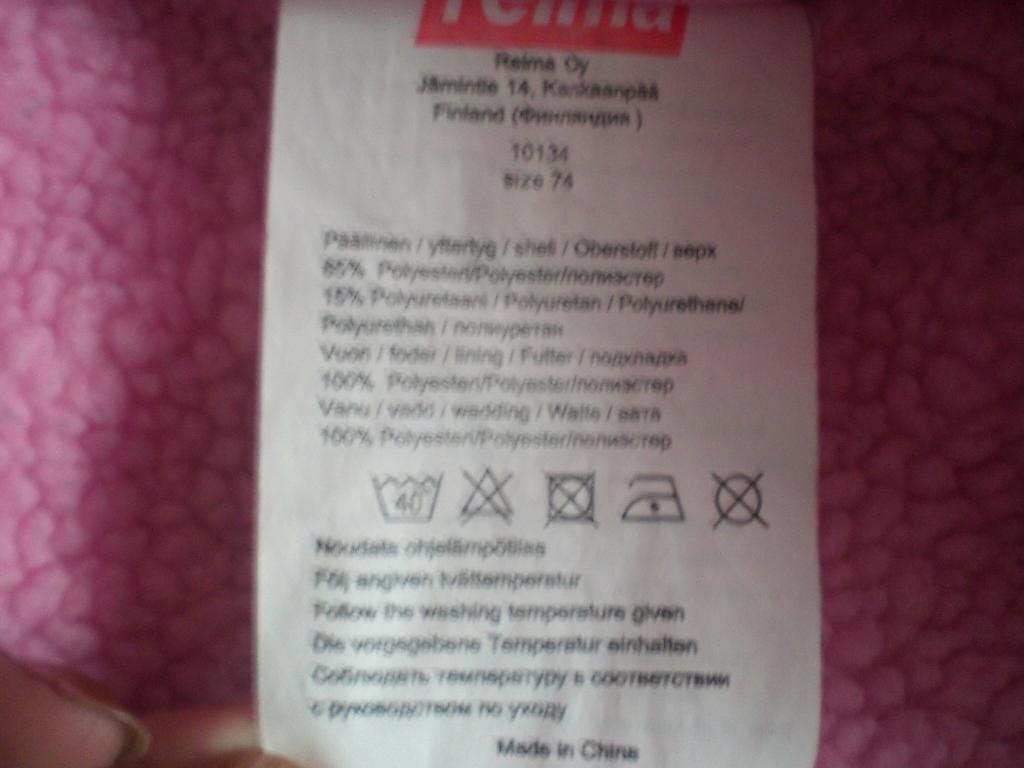 reima
Reima Oy
Jämintie 14, Kankaanpää
Finland (Финляндия )
10134
size 74
Päällinen / yttertyg / shell / Oberstoff / верх
85% Polyesteri/Polyester/полиэстер
15% Polyuretaani / Polyuretan / Polyurethane/
Polyurethan / полиуретан
Vuori / foder / lining / Futter / подкладка
100% Polyesteri/Polyester/полиэстер
Vanu / vadd / wadding / Watte / вата
100% Polyesteri/Polyester/полиэстер
40°
Noudata ohjelämpötilaa
Följ angiven tvättemperatur
Follow the washing temperature given
Die vorgegebene Temperatur einhalten
Соблюдать температуру в соответствии
с руководством по уходу
Made in China